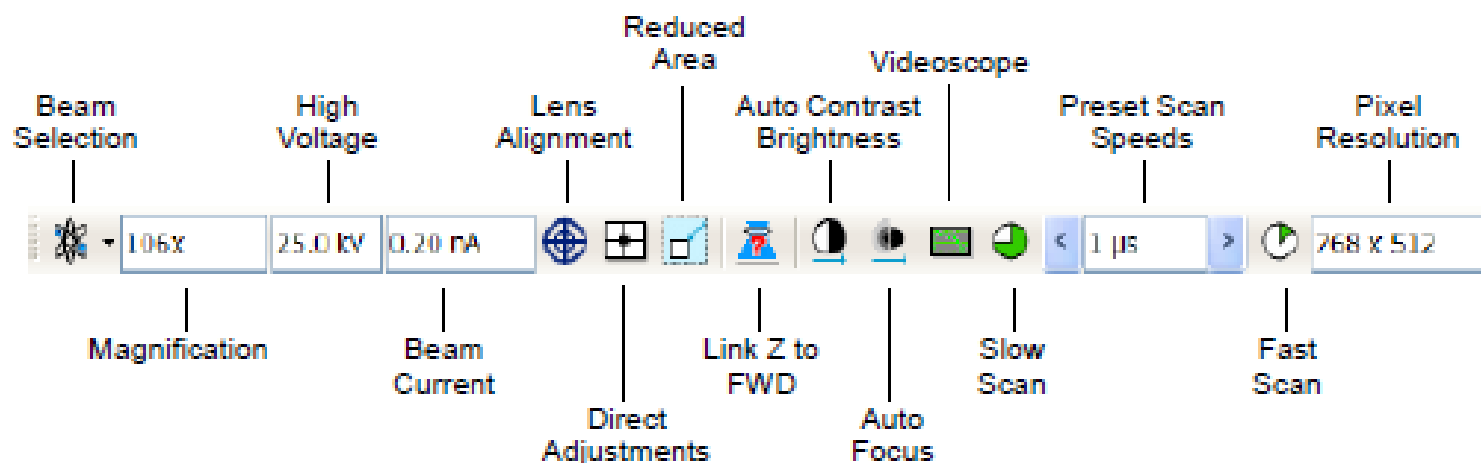 Reduced
Area
Videoscope
Beam
Selection
High
Voltage
Lens
Alignment
Auto Contrast
Brightness
Preset Scan
Speeds
Pixel
Resolution
106x
25.0 kV
0.20 nA
?
<
1 µs
>
768 x 512
Magnification
Beam
Current
Link Z to
FWD
Slow
Scan
Fast
Scan
Direct
Adjustments
Auto
Focus